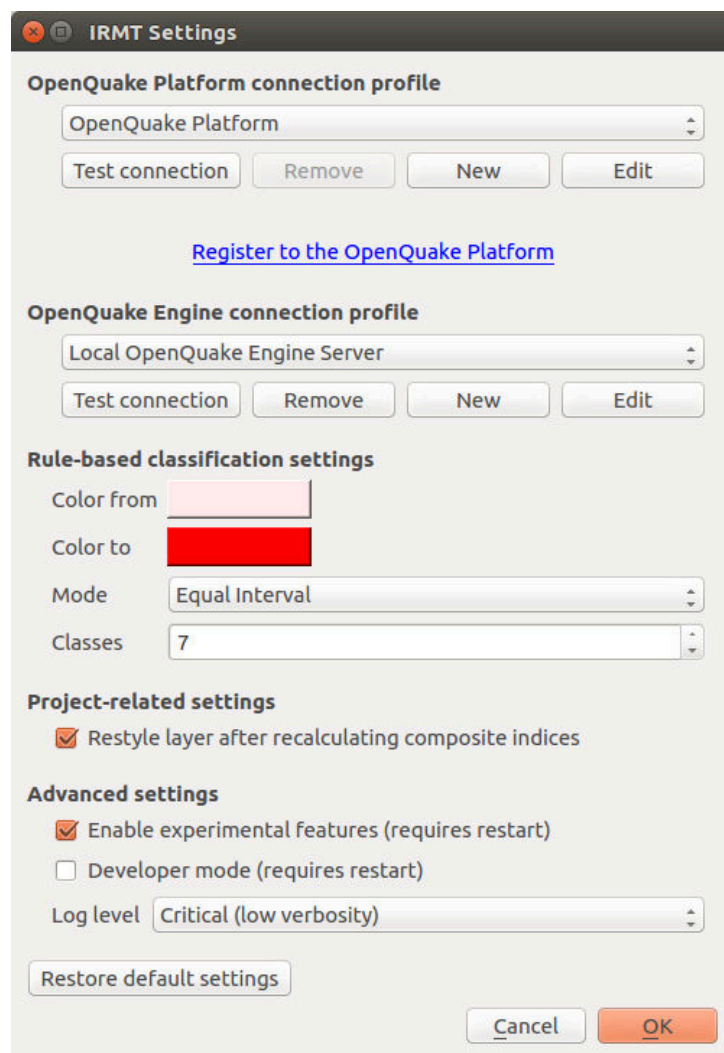 IRMT Settings
OpenQuake Platform connection profile
OpenQuake Platform
Test connection Remove New Edit
Register to the OpenQuake Platform
OpenQuake Engine connection profile
Local OpenQuake Engine Server
Test connection Remove New Edit
Rule-based classification settings
Color from
Color to
Mode Equal Interval
Classes 7
Project-related settings
Restyle layer after recalculating composite indices
Advanced settings
Enable experimental features (requires restart)
Developer mode (requires restart)
Log level Critical (low verbosity)
Restore default settings
Cancel OK